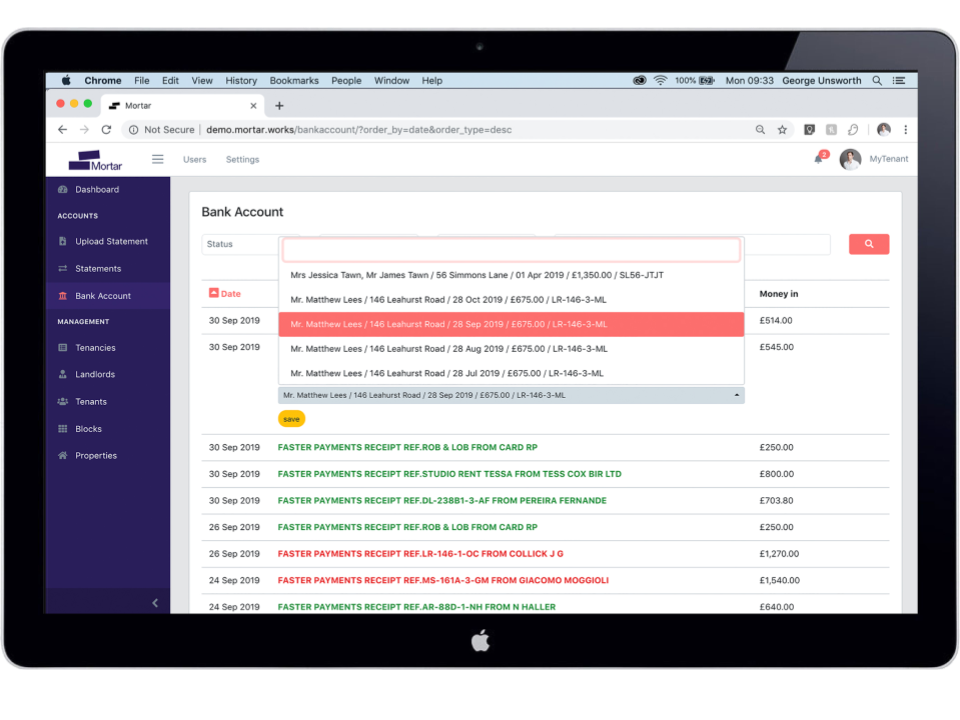 Chrome File Edit View History Bookmarks People Window Help 100% Mon 09:33 George Unsworth
Mortar
Not Secure | demo.mortar.works/bankaccount/?order_by=date&order_type=desc
Mortar Users Settings 2 MyTenant
Dashboard
ACCOUNTS
Upload Statement
Statements
Bank Account
MANAGEMENT
Tenancies
Landlords
Tenants
Blocks
Properties
Bank Account
Status
Mrs Jessica Tawn, Mr James Tawn / 56 Simmons Lane / 01 Apr 2019 / £1,350.00 / SL56-JTJT
Mr. Matthew Lees / 146 Leahurst Road / 28 Oct 2019 / £675.00 / LR-146-3-ML
Mr. Matthew Lees / 146 Leahurst Road / 28 Sep 2019 / £675.00 / LR-146-3-ML
Mr. Matthew Lees / 146 Leahurst Road / 28 Aug 2019 / £675.00 / LR-146-3-ML
Mr. Matthew Lees / 146 Leahurst Road / 28 Jul 2019 / £675.00 / LR-146-3-ML
Mr. Matthew Lees / 146 Leahurst Road / 28 Sep 2019 / £675.00 / LR-146-3-ML
save
Date Money in
30 Sep 2019 £514.00
30 Sep 2019 £545.00
30 Sep 2019 FASTER PAYMENTS RECEIPT REF.ROB & LOB FROM CARD RP £250.00
30 Sep 2019 FASTER PAYMENTS RECEIPT REF.STUDIO RENT TESSA FROM TESS COX BIR LTD £800.00
30 Sep 2019 FASTER PAYMENTS RECEIPT REF.DL-238B1-3-AF FROM PEREIRA FERNANDE £703.80
26 Sep 2019 FASTER PAYMENTS RECEIPT REF.ROB & LOB FROM CARD RP £250.00
26 Sep 2019 FASTER PAYMENTS RECEIPT REF.LR-146-1-OC FROM COLLICK J G £1,270.00
24 Sep 2019 FASTER PAYMENTS RECEIPT REF.MS-161A-3-GM FROM GIACOMO MOGGIOLI £1,540.00
24 Sep 2019 FASTER PAYMENTS RECEIPT REF.AR-88D-1-NH FROM N HALLER £640.00